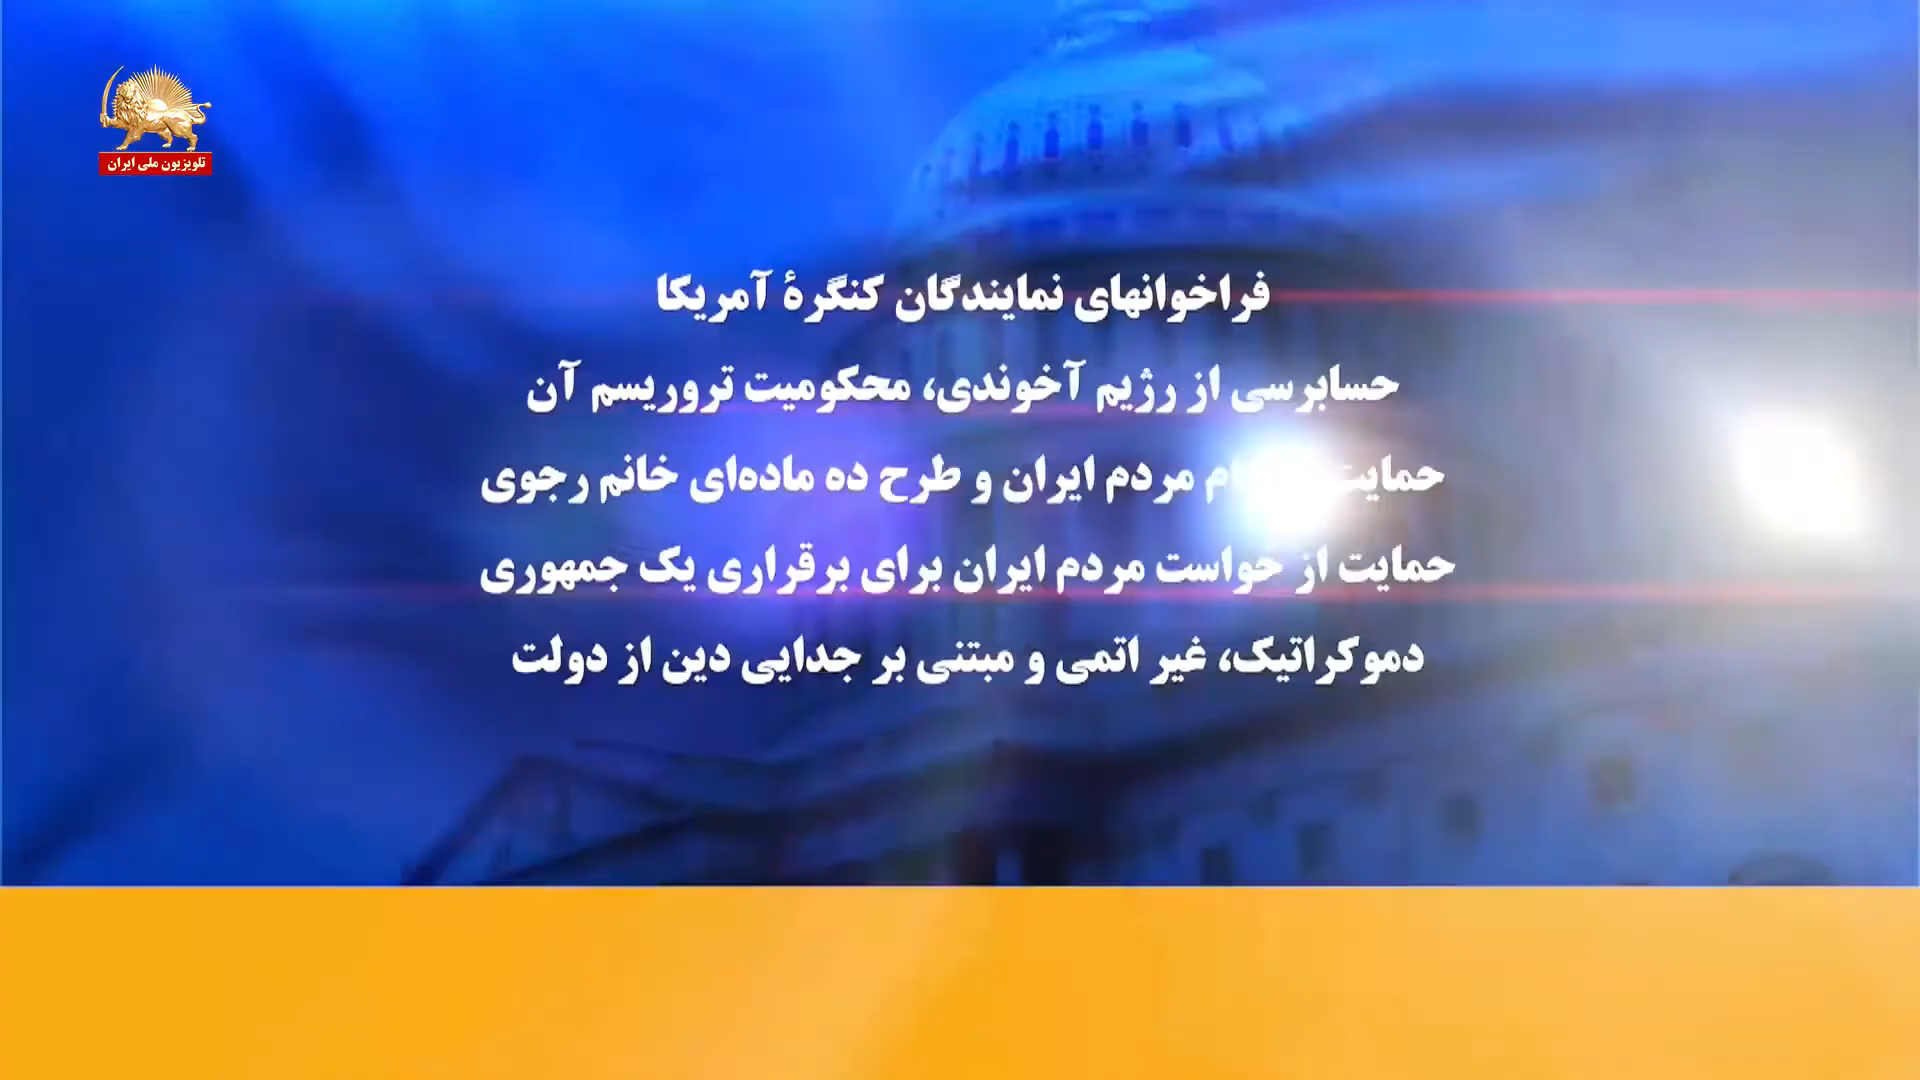 تلویزیون ملی ایران
فراخوانهای نمایندگان کنگرهٔ آمریکا
حسابرسی از رژیم آخوندی، محکومیت تروریسم آن
حمایت مردم ایران و طرح ده ماده‌ای خانم رجوی
حمایت از خواست مردم ایران برای برقراری یک جمهوری
دموکراتیک، غیر اتمی و مبتنی بر جدایی دین از دولت